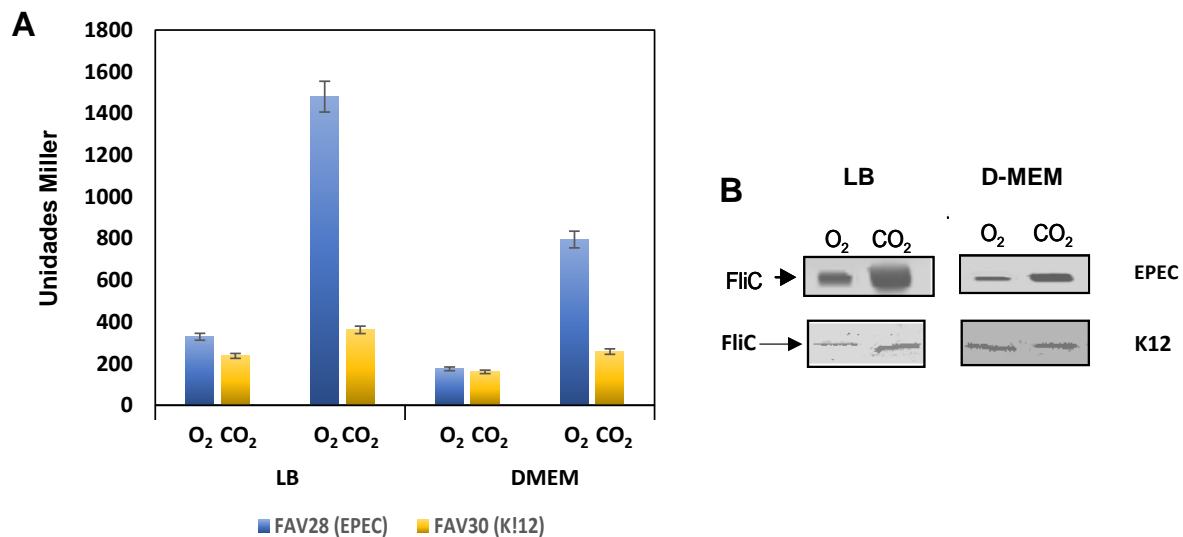 A
Unidades Miller
1800
1600
1400
1200
1000
800
600
400
200
0
O₂ CO₂ O₂ CO₂ O₂ CO₂ O₂ CO₂
LB DMEM
FAV28 (EPEC) FAV30 (K!12)
B
LB D-MEM
O₂ CO₂ O₂ CO₂
FliC EPEC
FliC K12